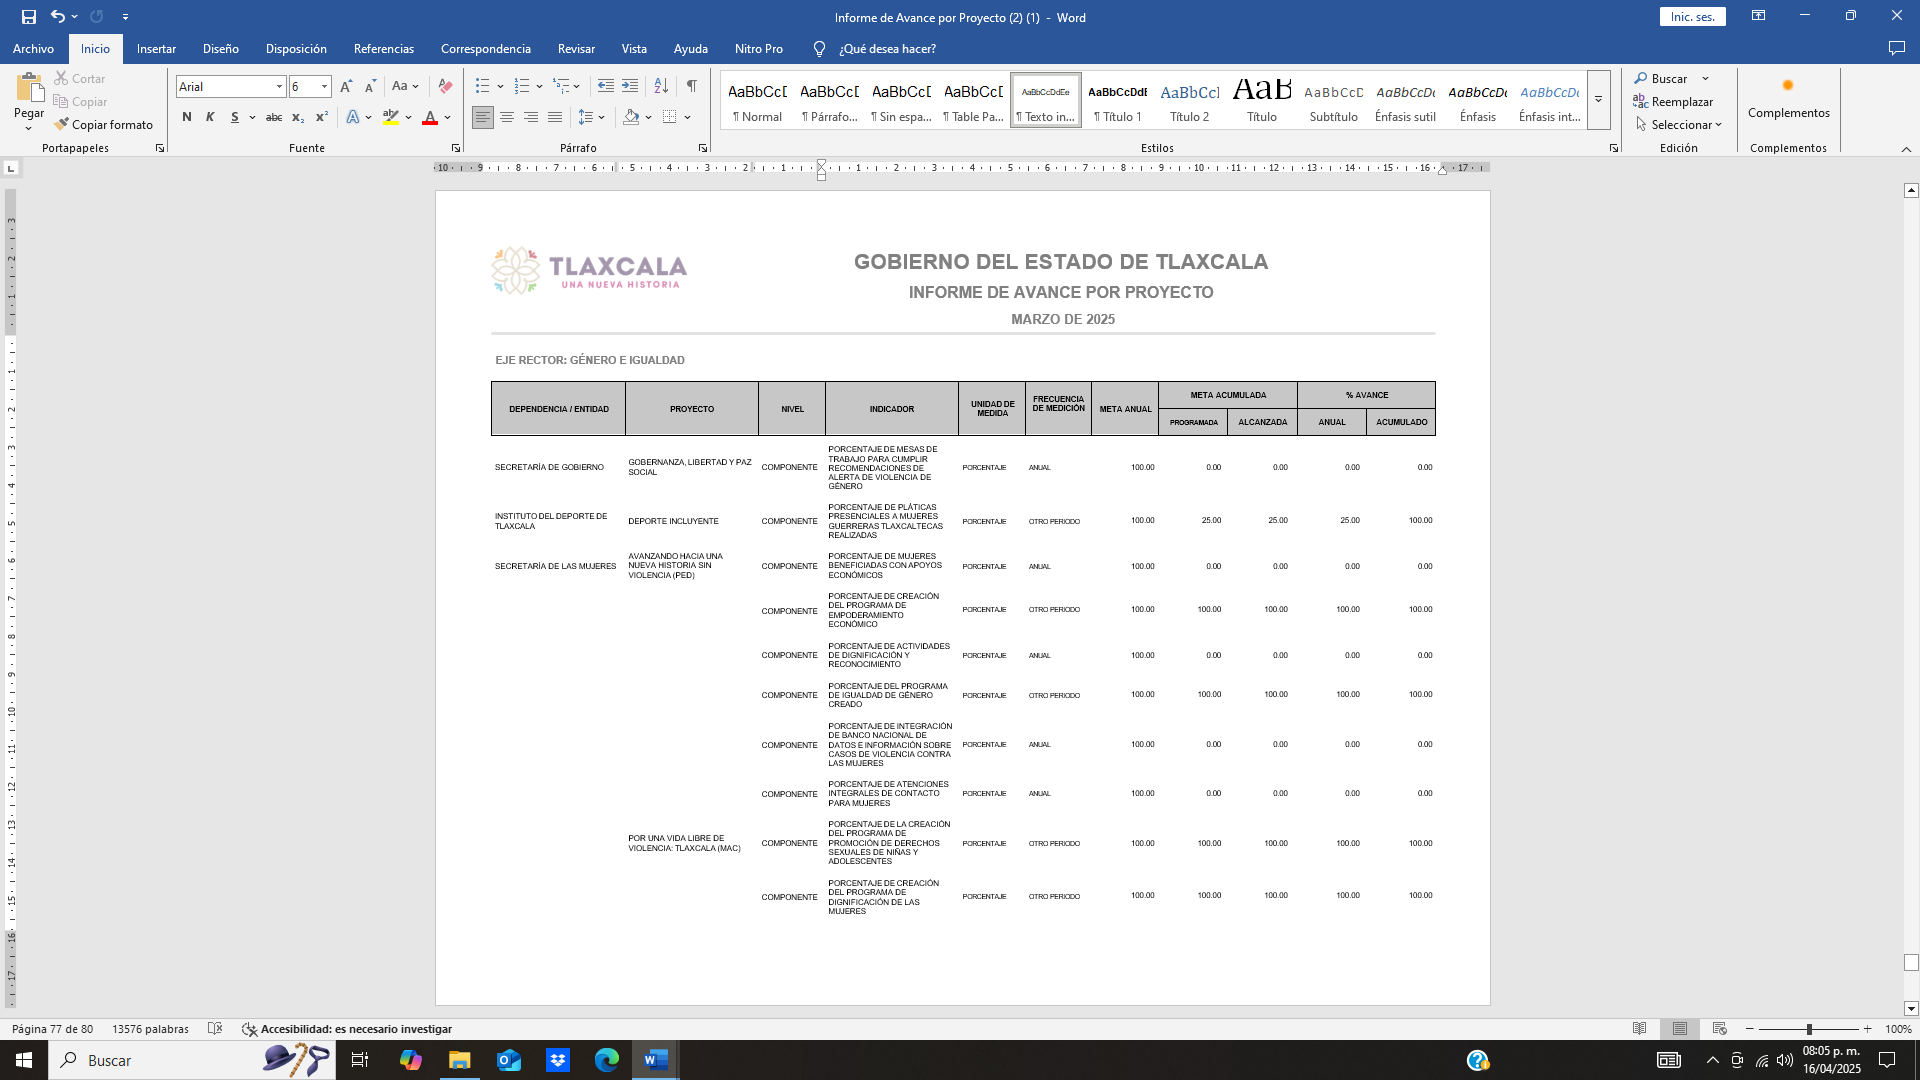 Informe de Avance por Proyecto (2) (1) - Word
Inic. ses.
Archivo Inicio Insertar Diseño Disposición Referencias Correspondencia Revisar Vista Ayuda Nitro Pro ¿Qué desea hacer?
Pegar
Cortar
Copiar
Copiar formato
Portapapeles
Arial 6
Fuente
Párrafo
AaBbCcDdEe
¶ Normal ¶ Párrafo... ¶ Sin espa... ¶ Table Pa... ¶ Texto in... ¶ Título 1 Título 2 Título Subtítulo Énfasis sutil Énfasis Énfasis int...
Estilos
Buscar
Reemplazar
Seleccionar
Edición
Complementos
Complementos
TLAXCALA
UNA NUEVA HISTORIA
GOBIERNO DEL ESTADO DE TLAXCALA
INFORME DE AVANCE POR PROYECTO
MARZO DE 2025
EJE RECTOR: GÉNERO E IGUALDAD
DEPENDENCIA / ENTIDAD PROYECTO NIVEL INDICADOR UNIDAD DE MEDIDA FRECUENCIA DE MEDICIÓN META ANUAL META ACUMULADA % AVANCE
PROGRAMADA ALCANZADA ANUAL ACUMULADO
SECRETARÍA DE GOBIERNO GOBERNANZA, LIBERTAD Y PAZ SOCIAL COMPONENTE PORCENTAJE DE MESAS DE TRABAJO PARA CUMPLIR RECOMENDACIONES DE ALERTA DE VIOLENCIA DE GÉNERO PORCENTAJE ANUAL 100.00 0.00 0.00 0.00 0.00
INSTITUTO DEL DEPORTE DE TLAXCALA DEPORTE INCLUYENTE COMPONENTE PORCENTAJE DE PLÁTICAS PRESENCIALES A MUJERES GUERRERAS TLAXCALTECAS REALIZADAS PORCENTAJE OTRO PERIODO 100.00 25.00 25.00 25.00 100.00
SECRETARÍA DE LAS MUJERES AVANZANDO HACIA UNA NUEVA HISTORIA SIN VIOLENCIA (PED) COMPONENTE PORCENTAJE DE MUJERES BENEFICIADAS CON APOYOS ECONÓMICOS PORCENTAJE ANUAL 100.00 0.00 0.00 0.00 0.00
COMPONENTE PORCENTAJE DE CREACIÓN DEL PROGRAMA DE EMPODERAMIENTO ECONÓMICO PORCENTAJE OTRO PERIODO 100.00 100.00 100.00 100.00 100.00
COMPONENTE PORCENTAJE DE ACTIVIDADES DE DIGNIFICACIÓN Y RECONOCIMIENTO PORCENTAJE ANUAL 100.00 0.00 0.00 0.00 0.00
COMPONENTE PORCENTAJE DEL PROGRAMA DE IGUALDAD DE GÉNERO CREADO PORCENTAJE OTRO PERIODO 100.00 100.00 100.00 100.00 100.00
COMPONENTE PORCENTAJE DE INTEGRACIÓN DE BANCO NACIONAL DE DATOS E INFORMACIÓN SOBRE CASOS DE VIOLENCIA CONTRA LAS MUJERES PORCENTAJE ANUAL 100.00 0.00 0.00 0.00 0.00
COMPONENTE PORCENTAJE DE ATENCIONES INTEGRALES DE CONTACTO PARA MUJERES PORCENTAJE ANUAL 100.00 0.00 0.00 0.00 0.00
POR UNA VIDA LIBRE DE VIOLENCIA: TLAXCALA (MAC) COMPONENTE PORCENTAJE DE LA CREACIÓN DEL PROGRAMA DE PROMOCIÓN DE DERECHOS SEXUALES DE NIÑAS Y ADOLESCENTES PORCENTAJE OTRO PERIODO 100.00 100.00 100.00 100.00 100.00
COMPONENTE PORCENTAJE DE CREACIÓN DEL PROGRAMA DE DIGNIFICACIÓN DE LAS MUJERES PORCENTAJE OTRO PERIODO 100.00 100.00 100.00 100.00 100.00
Página 77 de 80 13576 palabras Accesibilidad: es necesario investigar 100%
Buscar
08:05 p. m.
16/04/2025